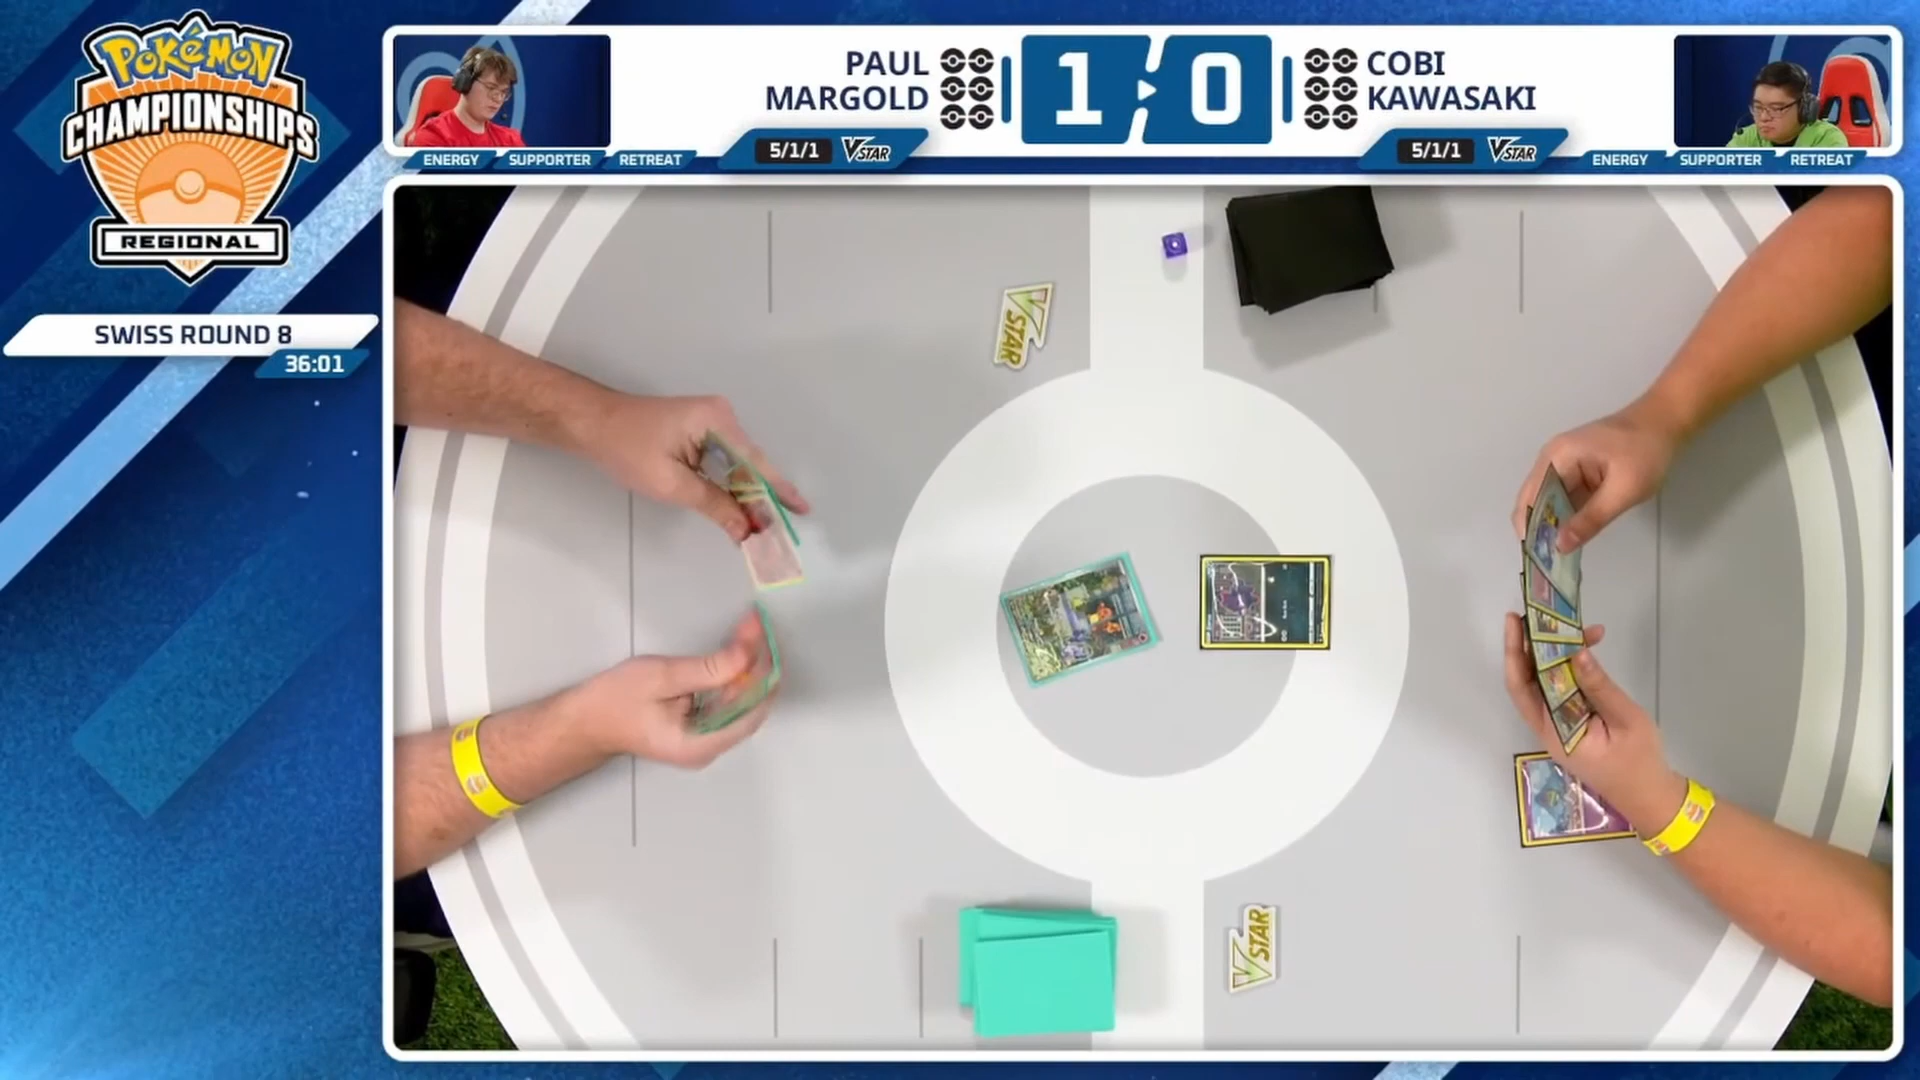 POKéMON
CHAMPIONSHIPS
REGIONAL
SWISS ROUND 8
36:01
PAUL
MARGOLD
1
0
COBI
KAWASAKI
5/1/1
VSTAR
5/1/1
VSTAR
ENERGY
SUPPORTER
RETREAT
ENERGY
SUPPORTER
RETREAT
VSTAR
VSTAR